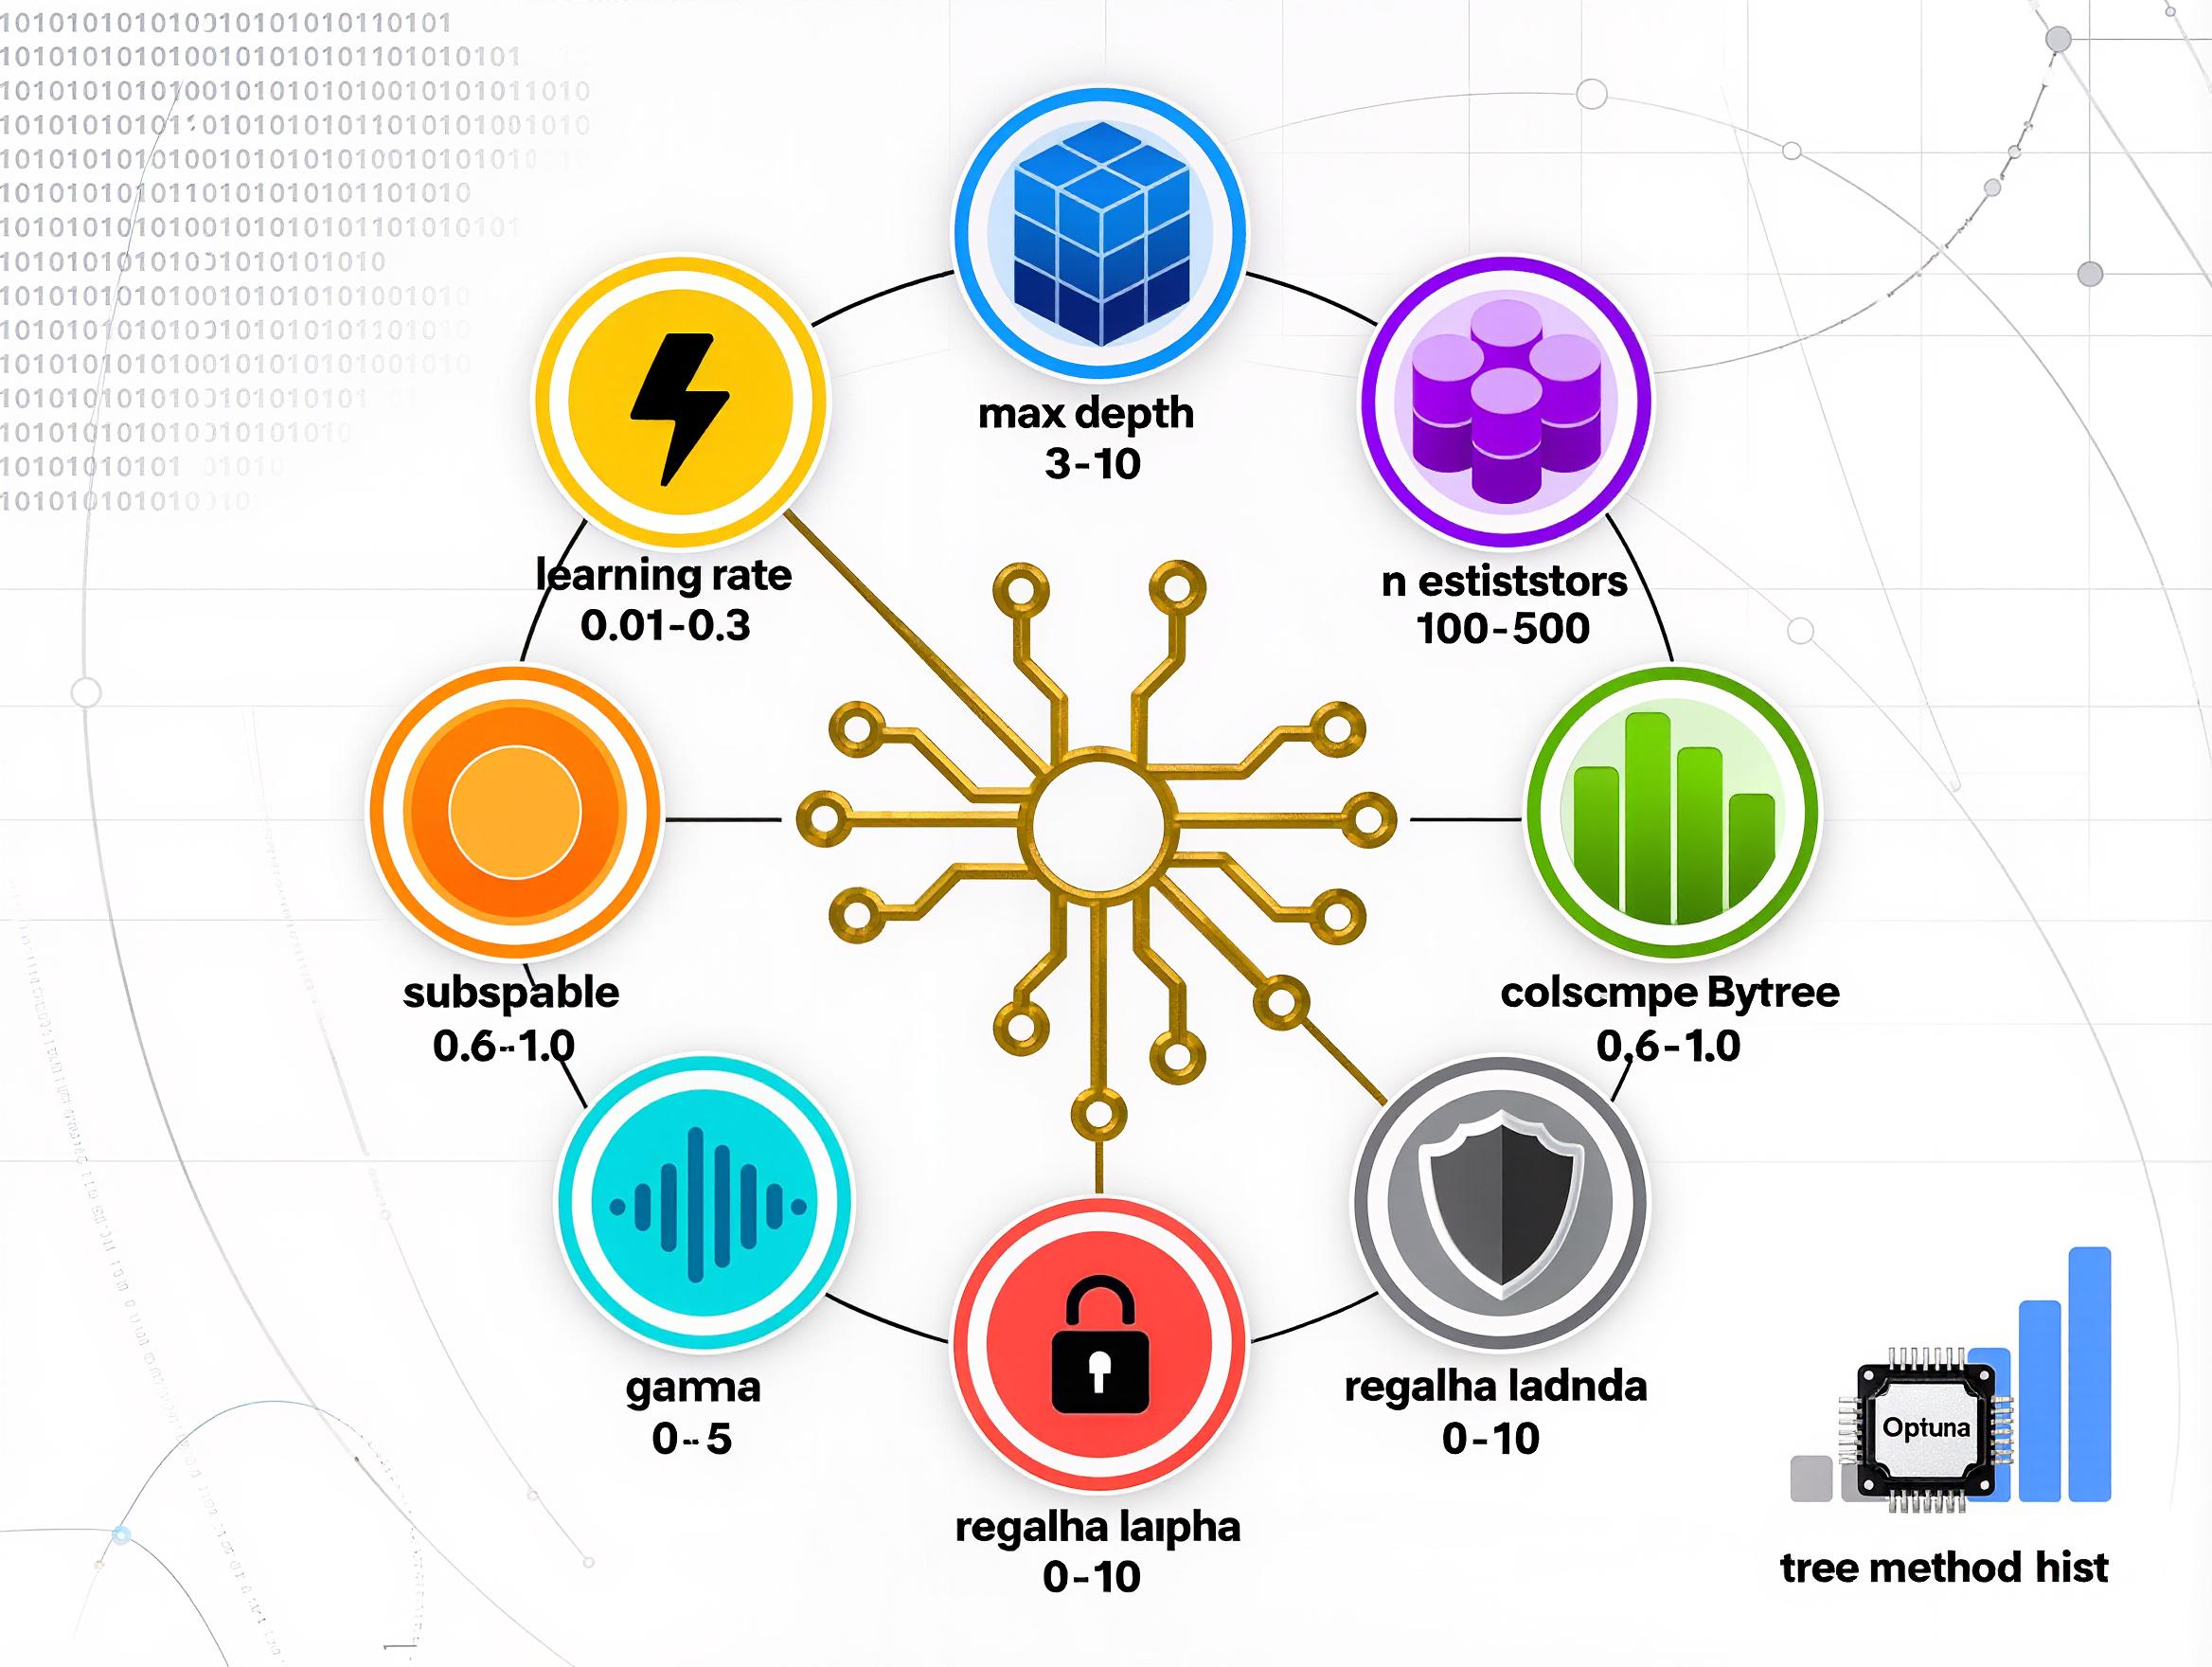 max depth
3-10
learning rate
0.01-0.3
n estiststors
100-500
subspable
0.6-1.0
colscmpe Bytree
0.6-1.0
gamma
0-5
regalha ladnda
0-10
regalha laıpha
0-10
Optuna
tree method hist